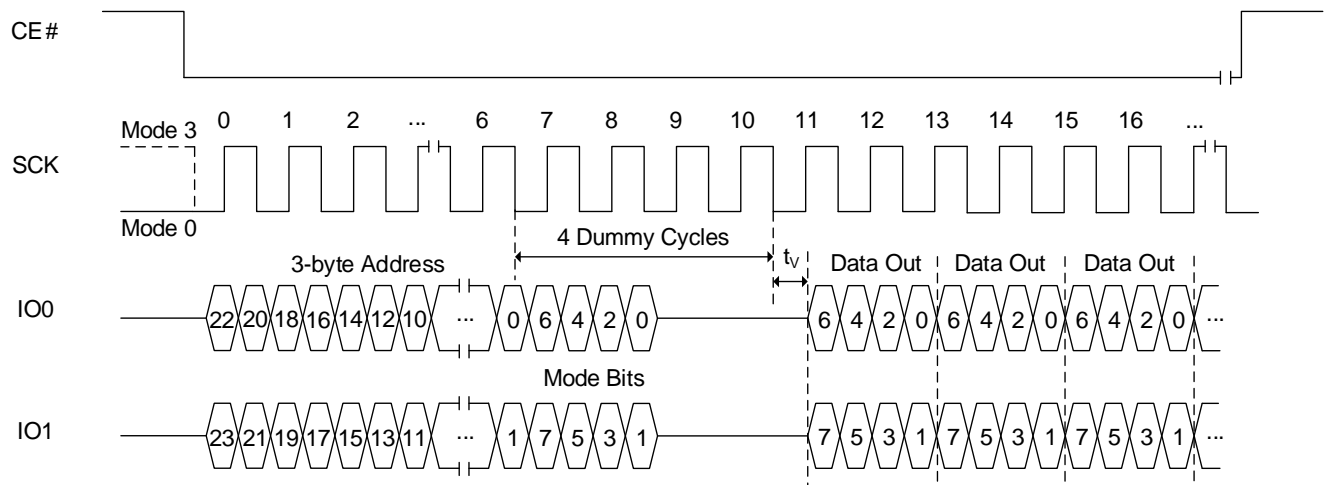 CE#
Mode 3 0 1 2 ... 6 7 8 9 10 11 12 13 14 15 16 ...
SCK
Mode 0
4 Dummy Cycles
3-byte Address tV Data Out Data Out Data Out
IO0 22 20 18 16 14 12 10 ... 0 6 4 2 0 6 4 2 0 6 4 2 0 6 4 2 0 ...
Mode Bits
IO1 23 21 19 17 15 13 11 ... 1 7 5 3 1 7 5 3 1 7 5 3 1 7 5 3 1 ...